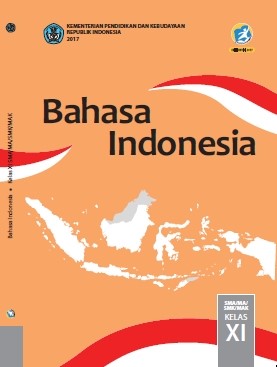 KEMENTERIAN PENDIDIKAN DAN KEBUDAYAAN
REPUBLIK INDONESIA
2017
Bahasa
Indonesia
Bahasa Indonesia • Kelas XI SMA/MA/SMK/MAK
SMA/MA/
SMK/MAK
KELAS
XI